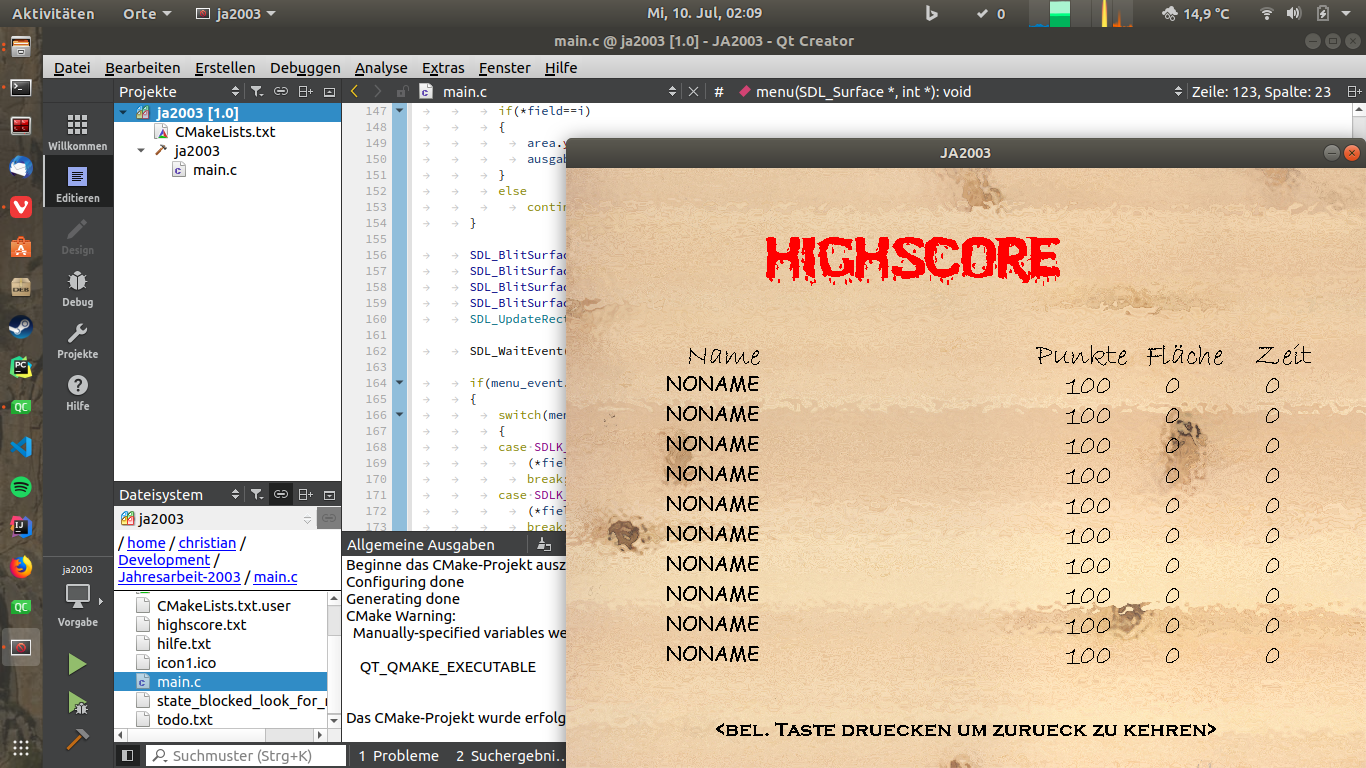 Aktivitäten Orte ja2003 Mi, 10. Jul, 02:09 0 14,9 °C
main.c @ ja2003 [1.0] - JA2003 - Qt Creator
Datei Bearbeiten Erstellen Debuggen Analyse Extras Fenster Hilfe
Projekte main.c # menu(SDL_Surface *, int *): void Zeile: 123, Spalte: 23
Willkommen
Editieren
Design
Debug
Projekte
Hilfe
ja2003
Vorgabe
ja2003 [1.0]
CMakeLists.txt
ja2003
main.c
Dateisystem
ja2003
/ home / christian /
Development /
Jahresarbeit-2003 / main.c
CMakeLists.txt.user
highscore.txt
hilfe.txt
icon1.ico
main.c
state_blocked_look_for_
todo.txt
147 if(*field==i)
148 {
149 area.
150 ausgab
151 }
152 else
153 contin
154 }
155
156 SDL_BlitSurfac
157 SDL_BlitSurfac
158 SDL_BlitSurfac
159 SDL_BlitSurfac
160 SDL_UpdateRect
161
162 SDL_WaitEvent(
163
164 if(menu_event.
165 {
166 switch(men
167 {
168 case SDLK_
169 (*fiel
170 break;
171 case SDLK_
172 (*fiel
173 break;
Allgemeine Ausgaben
Beginne das CMake-Projekt ausz
Configuring done
Generating done
CMake Warning:
Manually-specified variables we
QT_QMAKE_EXECUTABLE
Das CMake-Projekt wurde erfolg
Suchmuster (Strg+K) 1 Probleme 2 Suchergebni...
JA2003
HIGHSCORE
Name Punkte Fläche Zeit
NONAME 100 0 0
NONAME 100 0 0
NONAME 100 0 0
NONAME 100 0 0
NONAME 100 0 0
NONAME 100 0 0
NONAME 100 0 0
NONAME 100 0 0
NONAME 100 0 0
NONAME 100 0 0
<BEL. TASTE DRUECKEN UM ZURUECK ZU KEHREN>